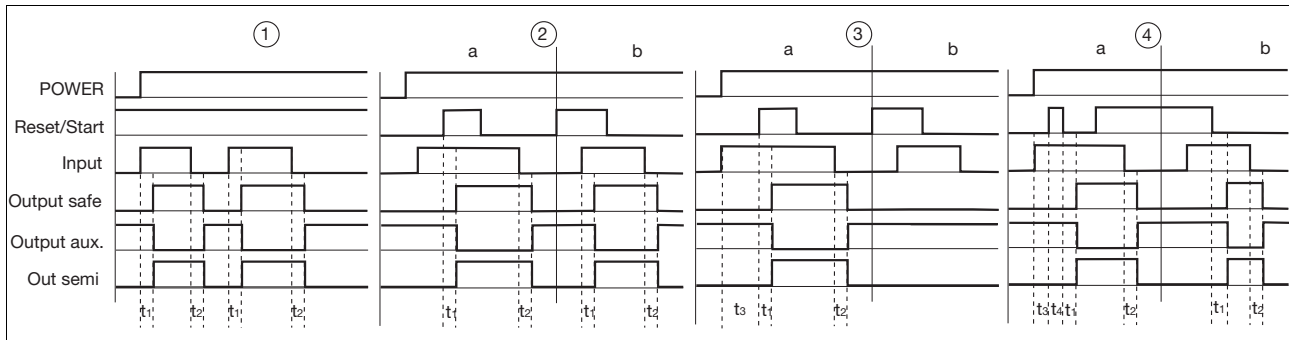 ① ② ③ ④
a b a b a b
POWER
Reset/Start
Input
Output safe
Output aux.
Out semi
t1 t2 t1 t2 t1 t2 t1 t2 t3 t1 t2 t3 t4 t1 t2 t1 t2